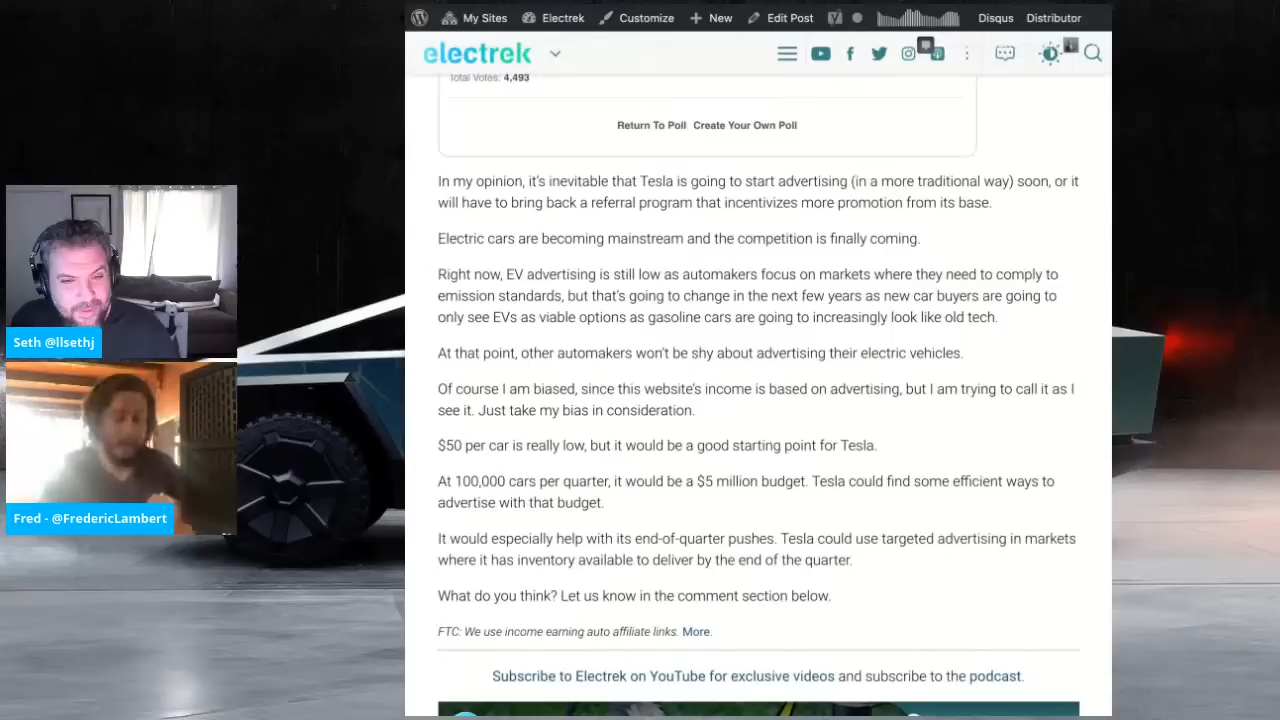 My Sites Electrek Customize New Edit Post Disqus Distributor
electrek
Total Votes: 4,493
Return To Poll Create Your Own Poll
In my opinion, it's inevitable that Tesla is going to start advertising (in a more traditional way) soon, or it
will have to bring back a referral program that incentivizes more promotion from its base.
Electric cars are becoming mainstream and the competition is finally coming.
Right now, EV advertising is still low as automakers focus on markets where they need to comply to
emission standards, but that's going to change in the next few years as new car buyers are going to
only see EVs as viable options as gasoline cars are going to increasingly look like old tech.
At that point, other automakers won't be shy about advertising their electric vehicles.
Of course I am biased, since this website's income is based on advertising, but I am trying to call it as I
see it. Just take my bias in consideration.
$50 per car is really low, but it would be a good starting point for Tesla.
At 100,000 cars per quarter, it would be a $5 million budget. Tesla could find some efficient ways to
advertise with that budget.
It would especially help with its end-of-quarter pushes. Tesla could use targeted advertising in markets
where it has inventory available to deliver by the end of the quarter.
What do you think? Let us know in the comment section below.
FTC: We use income earning auto affiliate links. More.
Subscribe to Electrek on YouTube for exclusive videos and subscribe to the podcast.
Seth @llsethj
Fred - @FredericLambert